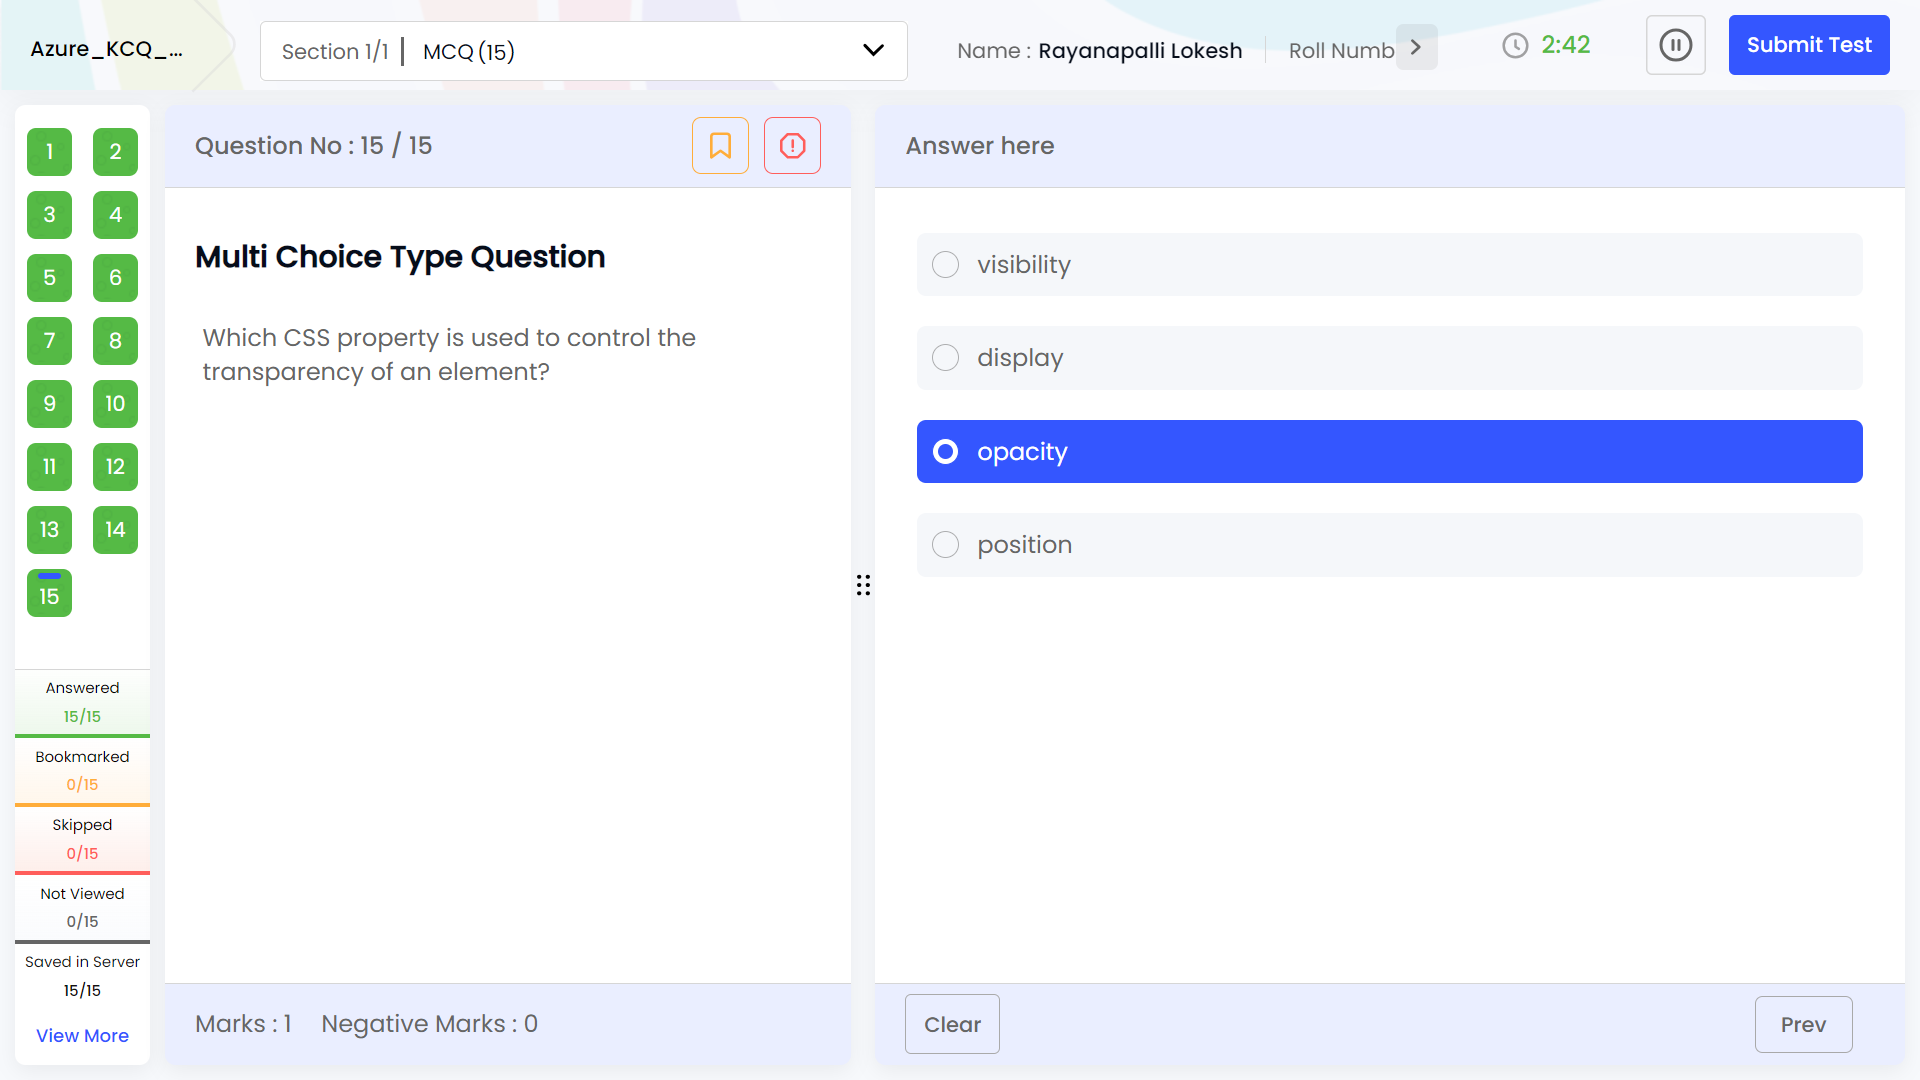 Azure_KCQ_...
Section 1/1 | MCQ (15)
Name : Rayanapalli Lokesh
Roll Numb
2:42
Submit Test
1 2
3 4
5 6
7 8
9 10
11 12
13 14
15
Answered
15/15
Bookmarked
0/15
Skipped
0/15
Not Viewed
0/15
Saved in Server
15/15
View More
Question No : 15 / 15
Multi Choice Type Question
Which CSS property is used to control the
transparency of an element?
Marks : 1 Negative Marks : 0
Answer here
visibility
display
opacity
position
Clear
Prev